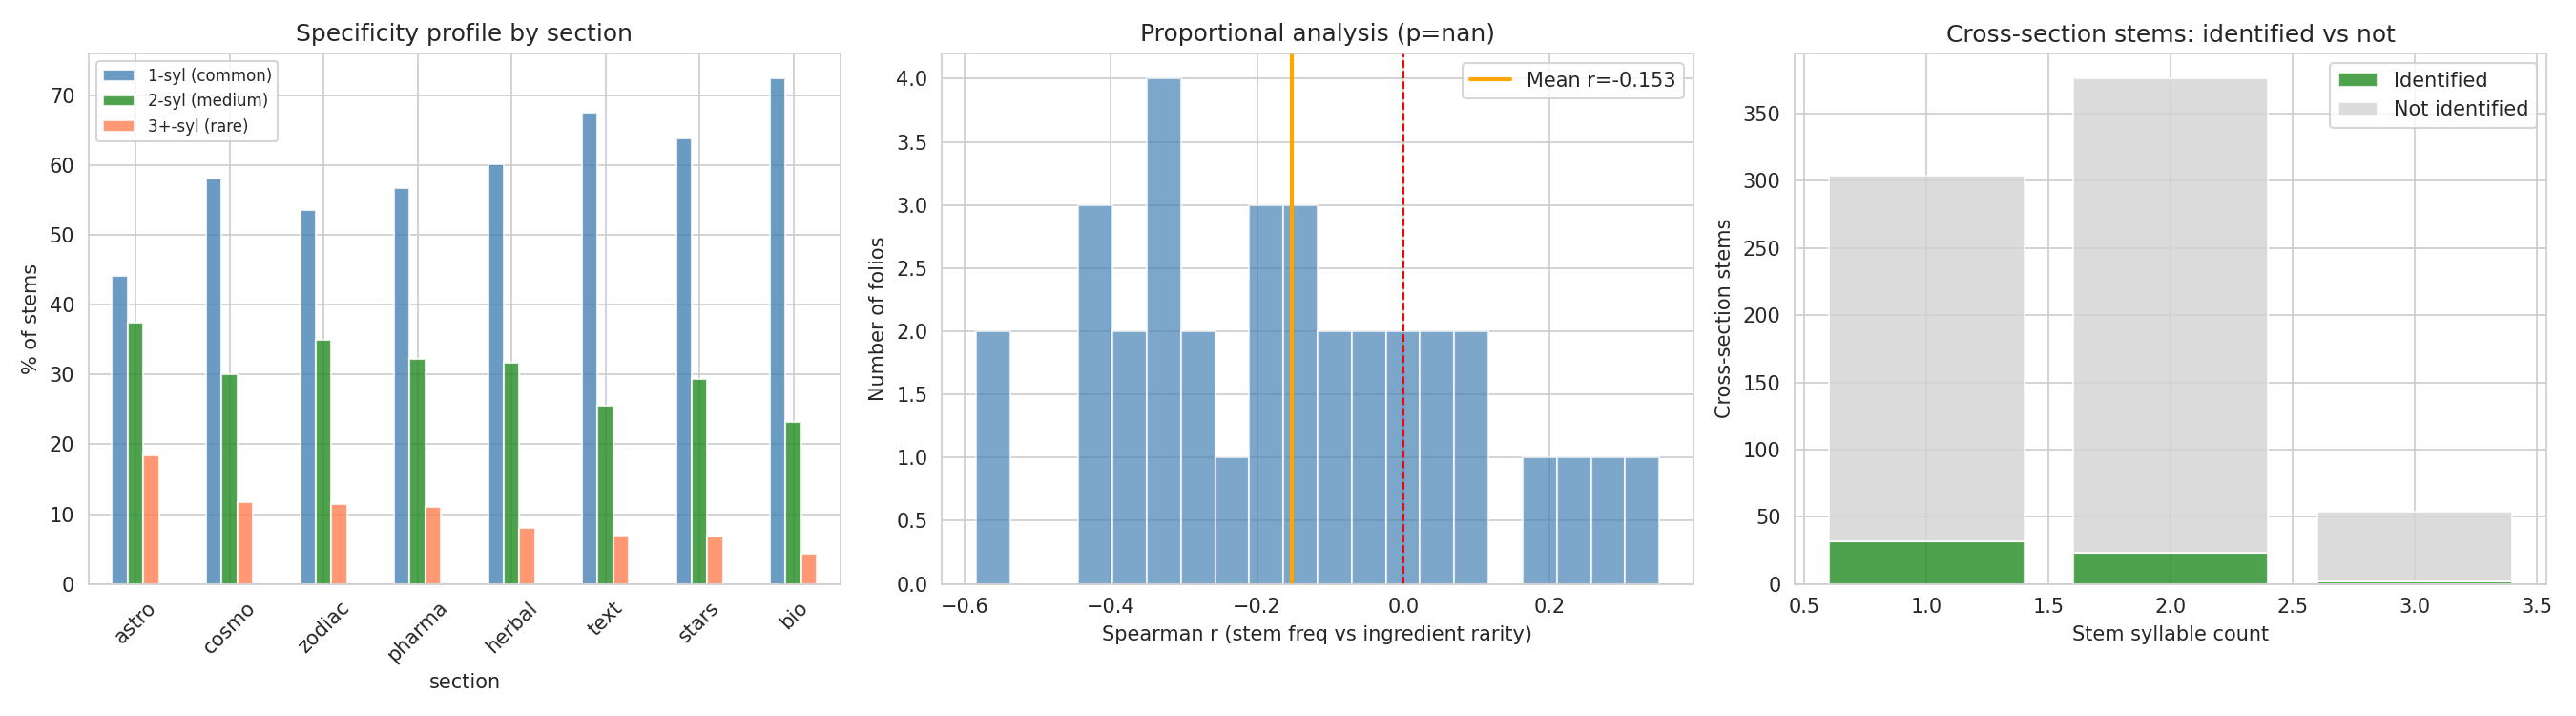 Specificity profile by section
1-syl (common)
2-syl (medium)
3+-syl (rare)
% of stems
70
60
50
40
30
20
10
0
astro
cosmo
zodiac
pharma
herbal
text
stars
bio
section
Proportional analysis (p=nan)
Mean r=-0.153
Number of folios
4.0
3.5
3.0
2.5
2.0
1.5
1.0
0.5
0.0
−0.6
−0.4
−0.2
0.0
0.2
Spearman r (stem freq vs ingredient rarity)
Cross-section stems: identified vs not
Identified
Not identified
Cross-section stems
350
300
250
200
150
100
50
0
0.5
1.0
1.5
2.0
2.5
3.0
3.5
Stem syllable count